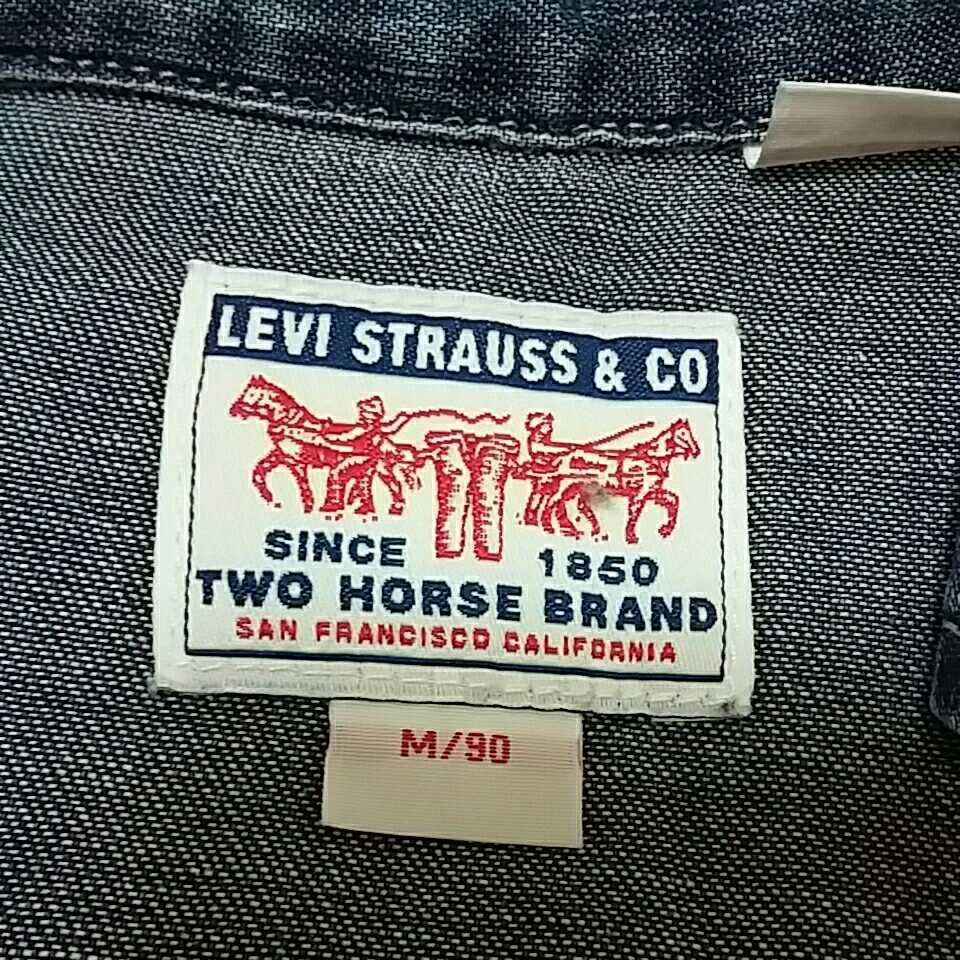 LEVI STRAUSS & CO
SINCE 1850
TWO HORSE BRAND
SAN FRANCISCO CALIFORNIA
M/90